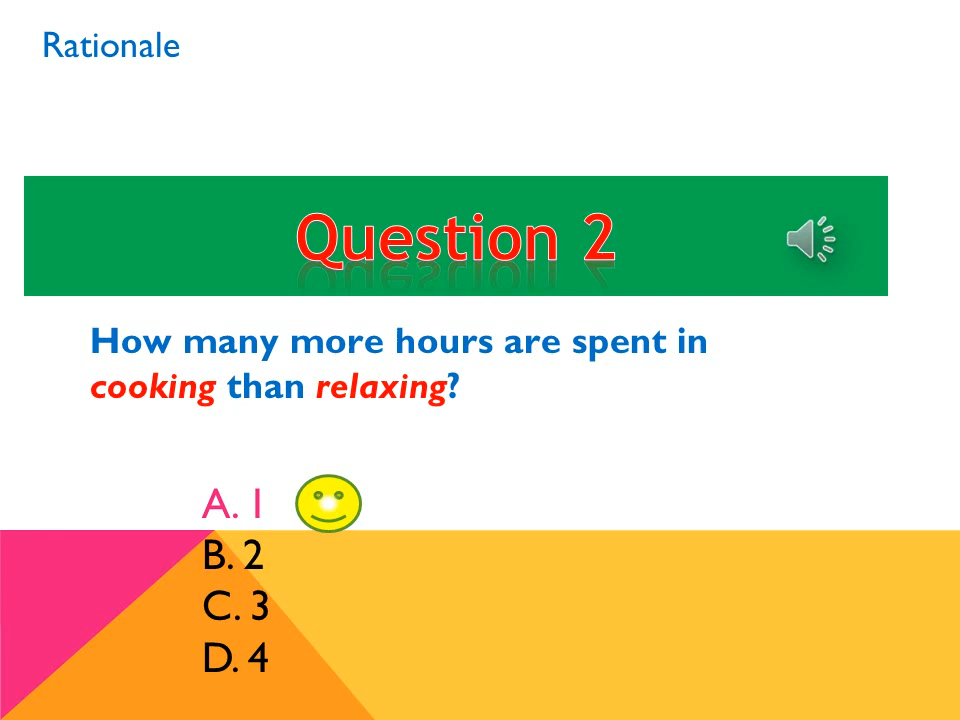 Rationale
Question 2
How many more hours are spent in
cooking than relaxing?
A. 1
B. 2
C. 3
D. 4